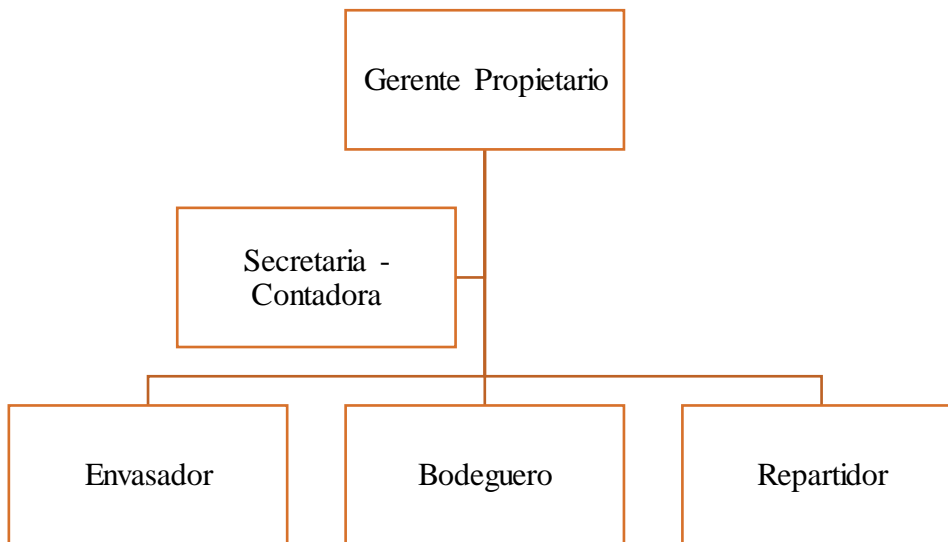 Gerente Propietario
Secretaria -
Contadora
Envasador
Bodeguero
Repartidor